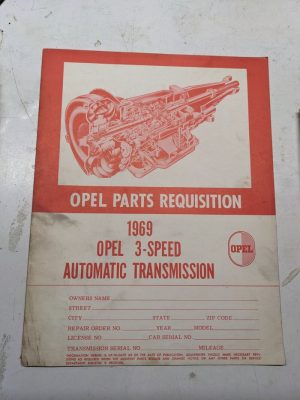 OPEL PARTS REQUISITION
1969
OPEL 3-SPEED
AUTOMATIC TRANSMISSION
OPEL
OWNERS NAME
STREET
CITY STATE ZIP CODE
REPAIR ORDER NO. YEAR MODEL
LICENSE NO. CAR SERIAL NO.
TRANSMISSION SERIAL NO. MILEAGE